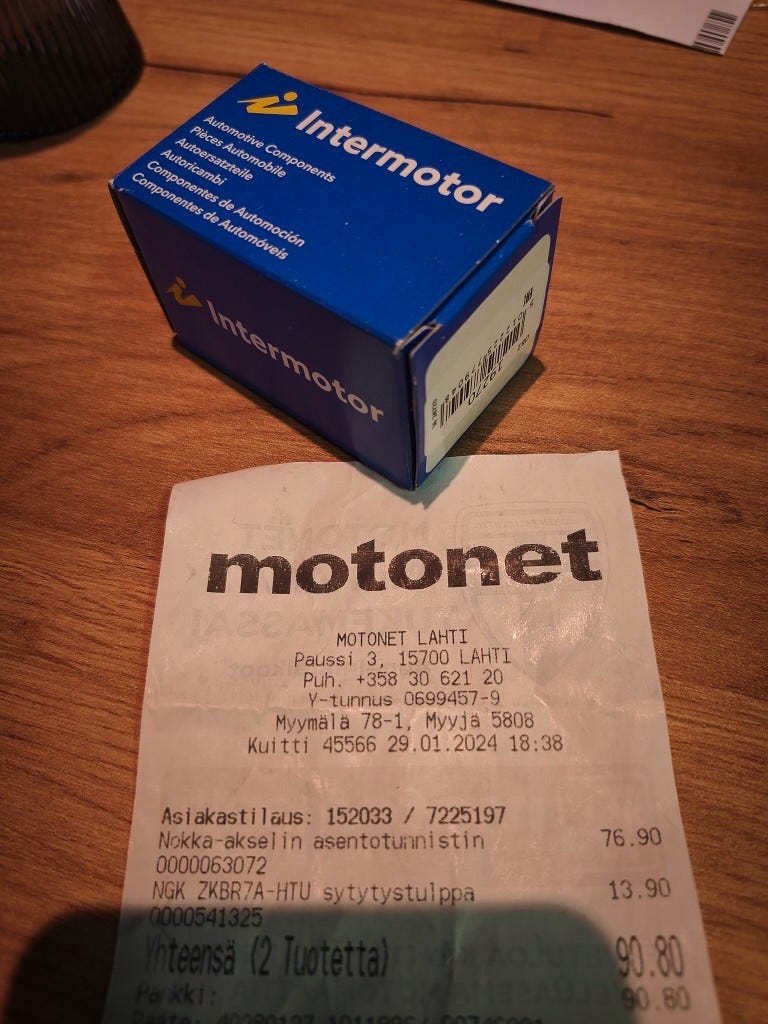 Intermotor
Automotive Components
Pièces Automobile
Autoersatzteile
Autoricambi
Componentes de Automoción
Componentes de Automóveis
Intermotor
19270
motonet
MOTONET LAHTI
Paussi 3, 15700 LAHTI
Puh. +358 30 621 20
Y-tunnus 0699457-9
Myymälä 78-1, Myyjä 5808
Kuitti 45566 29.01.2024 18:38
Asiakastilaus: 152033 / 7225197
Nokka-akselin asentotunnistin 76.90
0000063072
NGK ZKBR7A-HTU sytytystulppa 13.90
0000541325
Yhteensä (2 Tuotetta) 90.80
Pankki: 90.80